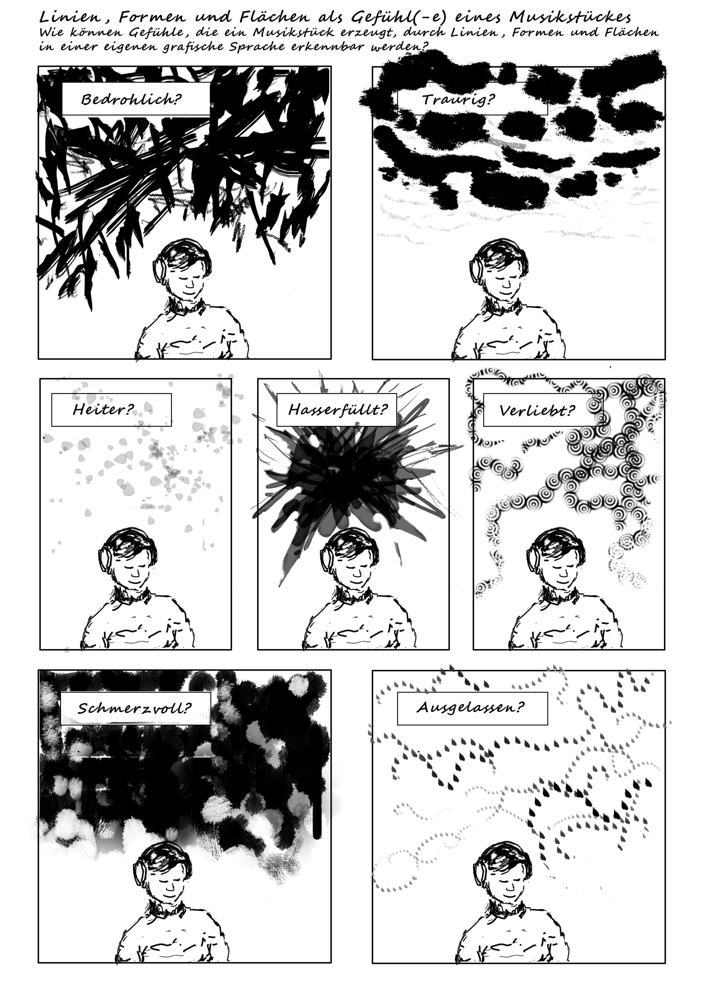 Linien, Formen und Flächen als Gefühl(-e) eines Musikstückes
Wie können Gefühle, die ein Musikstück erzeugt, durch Linien, Formen und Flächen
in einer eigenen grafische Sprache erkennbar werden?
Bedrohlich?
Traurig?
Heiter?
Hasserfüllt?
Verliebt?
Schmerzvoll?
Ausgelassen?